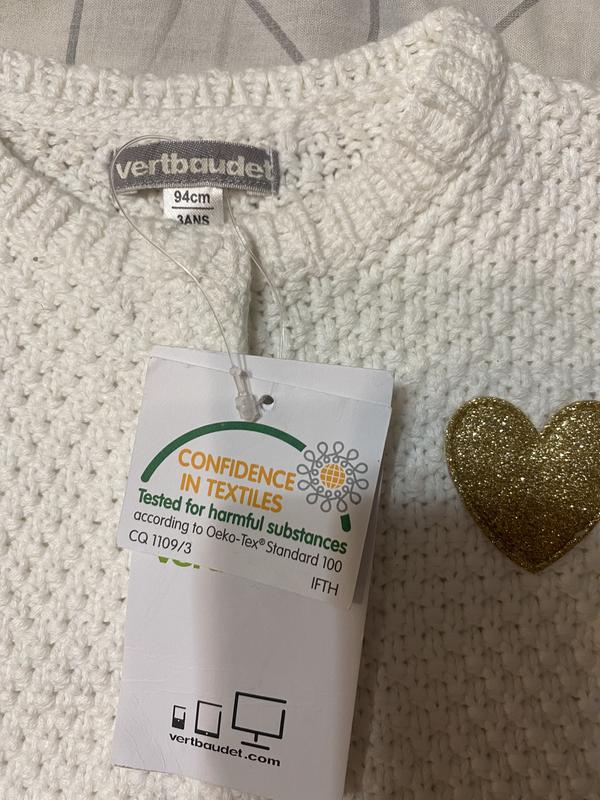 vertbaudet
94cm
3ANS
CONFIDENCE
IN TEXTILES
Tested for harmful substances
according to Oeko-Tex® Standard 100
CQ 1109/3
IFTH
vertbaudet.com